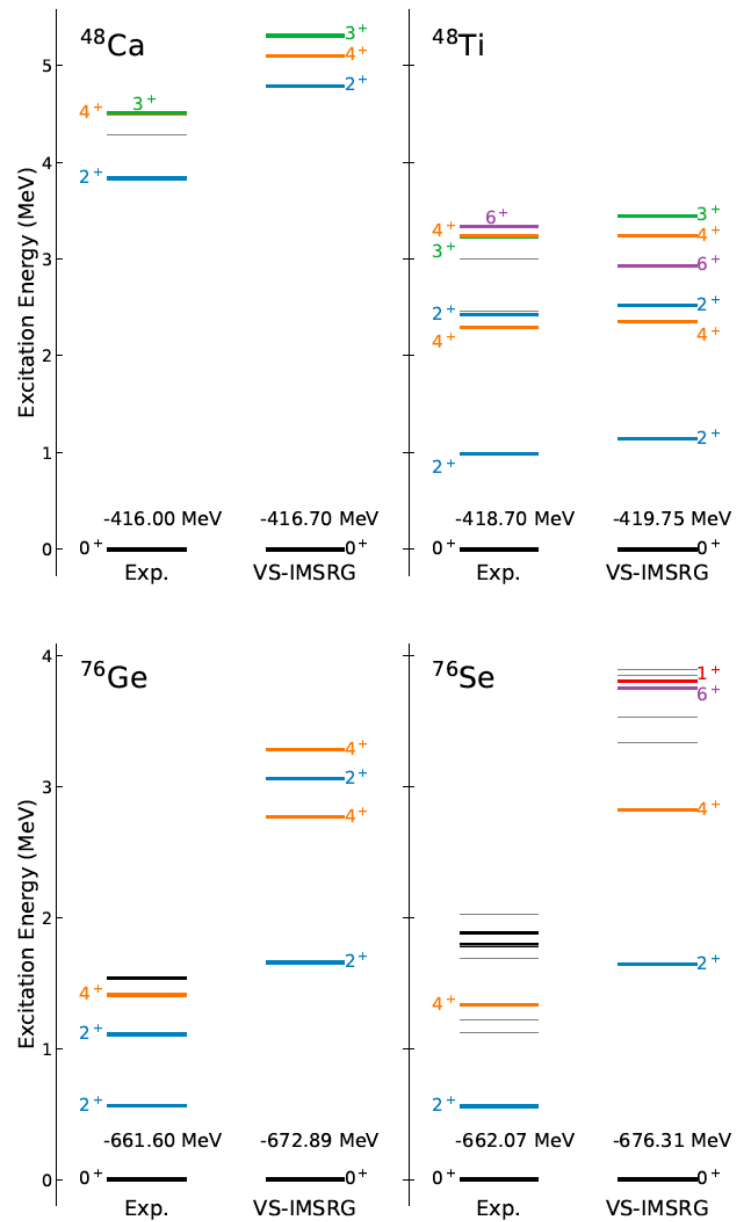 ⁴⁸Ca
⁴⁸Ti
Excitation Energy (MeV)
5
4
3
2
1
0
4⁺
3⁺
2⁺
3⁺
4⁺
2⁺
-416.00 MeV
-416.70 MeV
0⁺
0⁺
Exp.
VS-IMSRG
6⁺
4⁺
3⁺
2⁺
4⁺
2⁺
3⁺
4⁺
6⁺
2⁺
4⁺
2⁺
-418.70 MeV
-419.75 MeV
0⁺
0⁺
Exp.
VS-IMSRG
⁷⁶Ge
⁷⁶Se
Excitation Energy (MeV)
4
3
2
1
0
4⁺
2⁺
2⁺
4⁺
2⁺
4⁺
2⁺
-661.60 MeV
-672.89 MeV
0⁺
0⁺
Exp.
VS-IMSRG
4⁺
2⁺
1⁺
6⁺
4⁺
2⁺
-662.07 MeV
-676.31 MeV
0⁺
0⁺
Exp.
VS-IMSRG